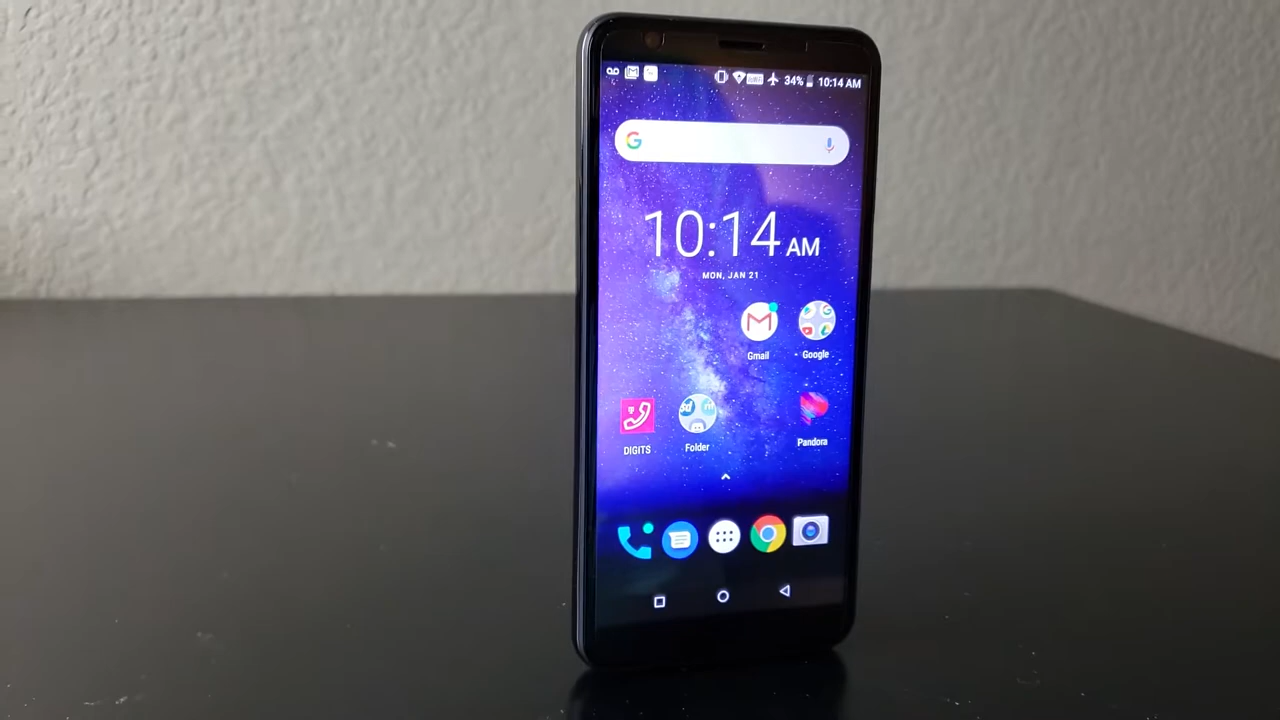 34% 10:14 AM
10:14 AM
MON, JAN 21
Gmail
Google
DIGITS
Folder
Pandora